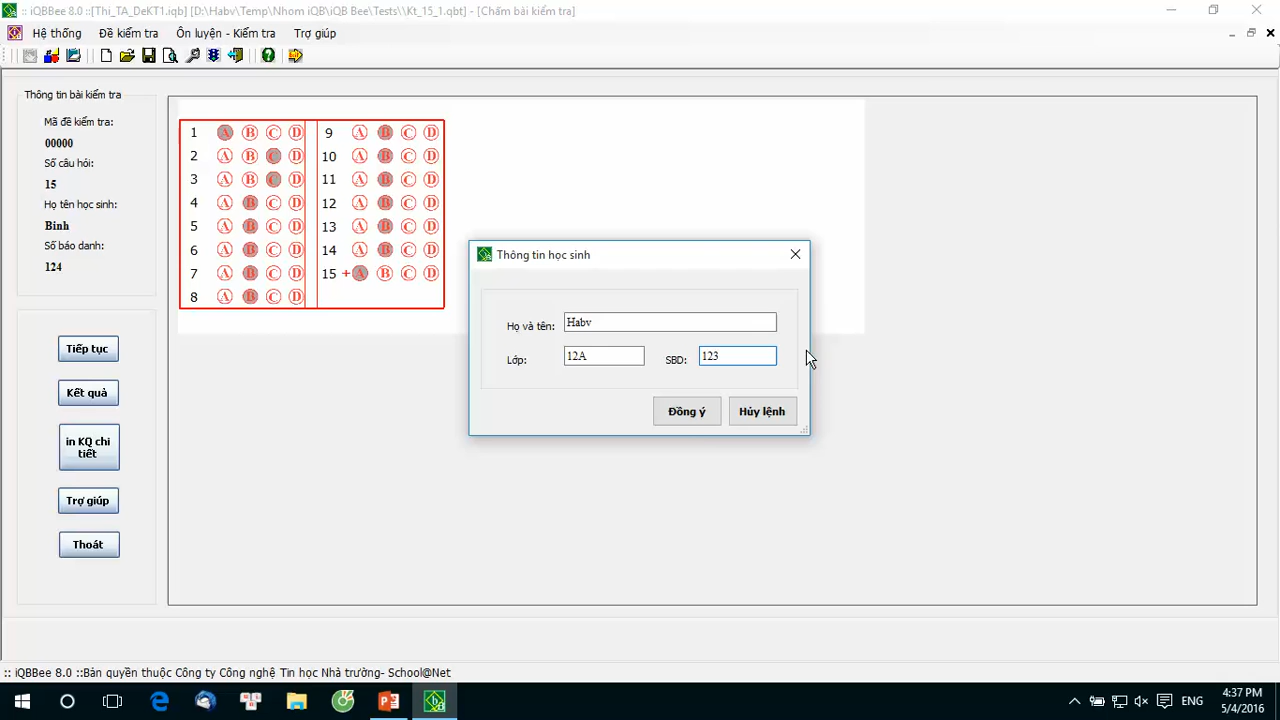 :: iQBBee 8.0 ::[Thi_TA_DeKT1.iqb] [D:\Habv\Temp\Nhom iQB\iQB Bee\Tests\\Kt_15_1.qbt] - [Chấm bài kiểm tra]
Hệ thống Đề kiểm tra Ôn luyện - Kiểm tra Trợ giúp
Thông tin bài kiểm tra
Mã đề kiểm tra:
00000
Số câu hỏi:
15
Họ tên học sinh:
Binh
Số báo danh:
124
Tiếp tục
Kết quả
in KQ chi
tiết
Trợ giúp
Thoát
1 A B C D 9 A B C D
2 A B C D 10 A B C D
3 A B C D 11 A B C D
4 A B C D 12 A B C D
5 A B C D 13 A B C D
6 A B C D 14 A B C D
7 A B C D 15 +A B C D
8 A B C D
Thông tin học sinh
Họ và tên: Habv
Lớp: 12A SBD: 123
Đồng ý Hủy lệnh
:: iQBBee 8.0 ::Bản quyền thuộc Công ty Công nghệ Tin học Nhà trường- School@Net
ENG
4:37 PM
5/4/2016